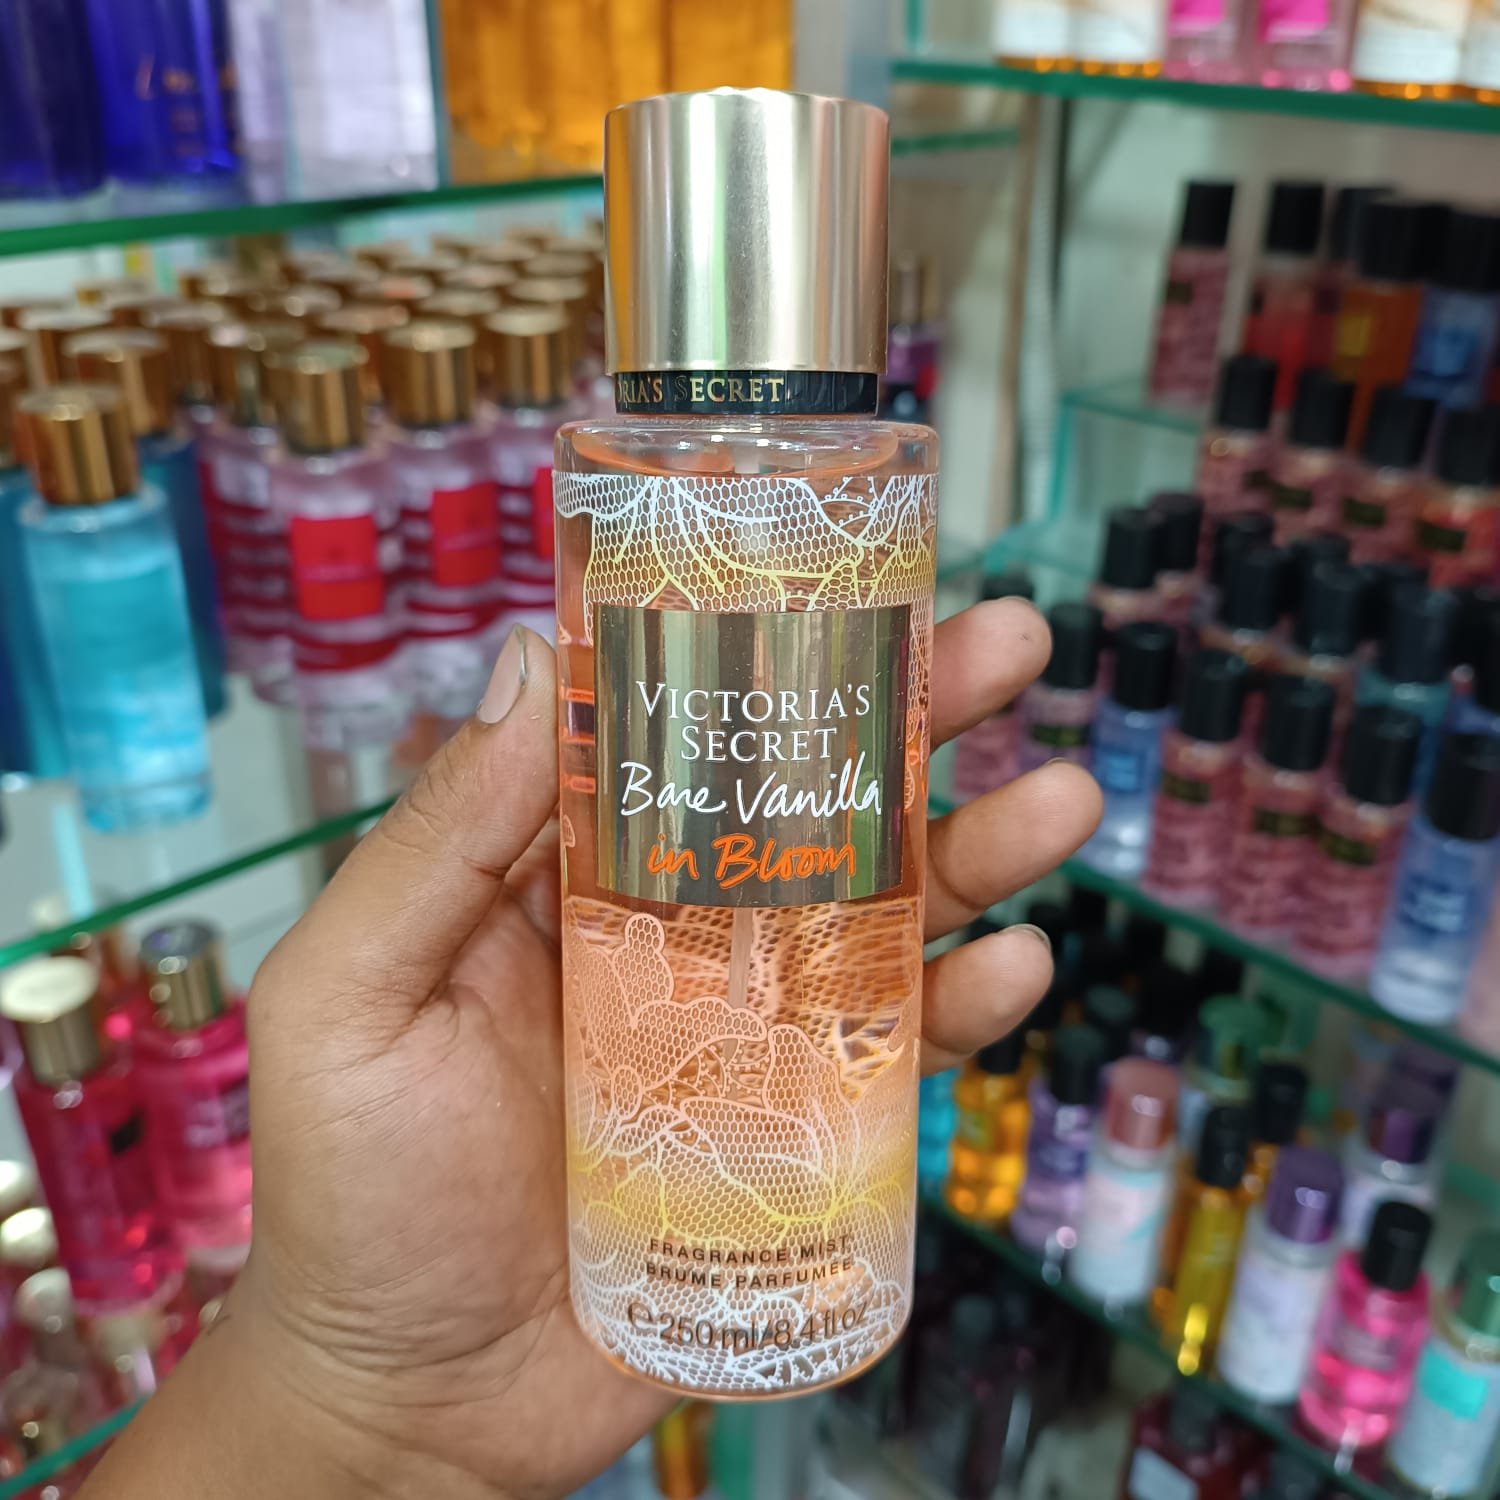 RIA'S SECRET
VICTORIA'S
SECRET
Bare Vanilla
in Bloom
FRAGRANCE MIST
BRUME PARFUMÉE
e 250 ml/8.4 fl oz